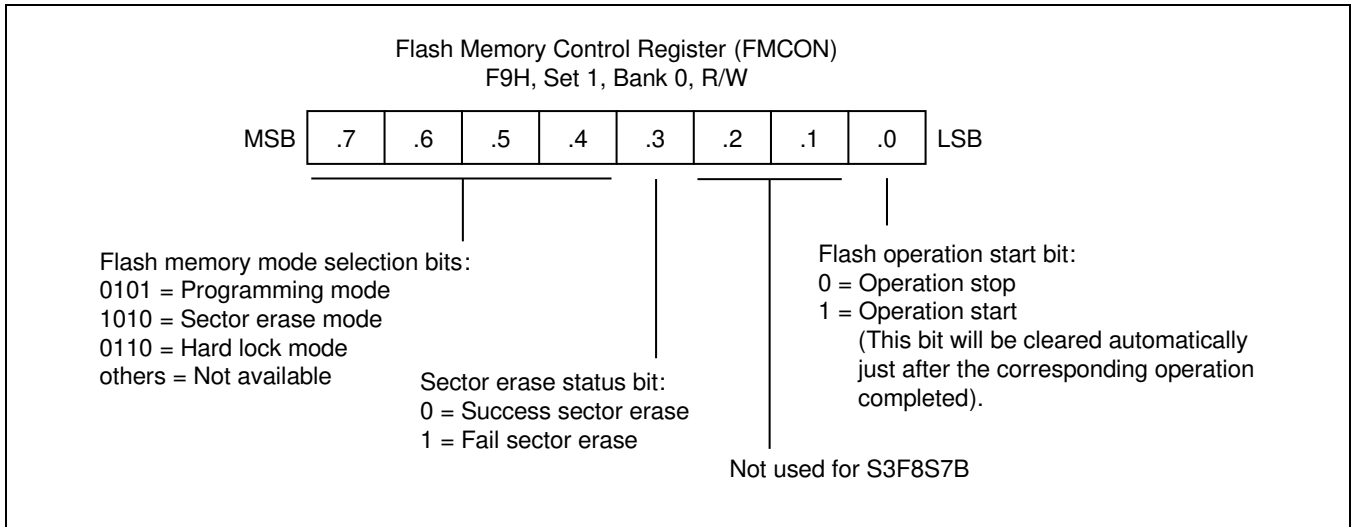 Flash Memory Control Register (FMCON)
F9H, Set 1, Bank 0, R/W
MSB .7 .6 .5 .4 .3 .2 .1 .0 LSB
Flash memory mode selection bits:
0101 = Programming mode
1010 = Sector erase mode
0110 = Hard lock mode
others = Not available
Sector erase status bit:
0 = Success sector erase
1 = Fail sector erase
Not used for S3F8S7B
Flash operation start bit:
0 = Operation stop
1 = Operation start
(This bit will be cleared automatically
just after the corresponding operation
completed).